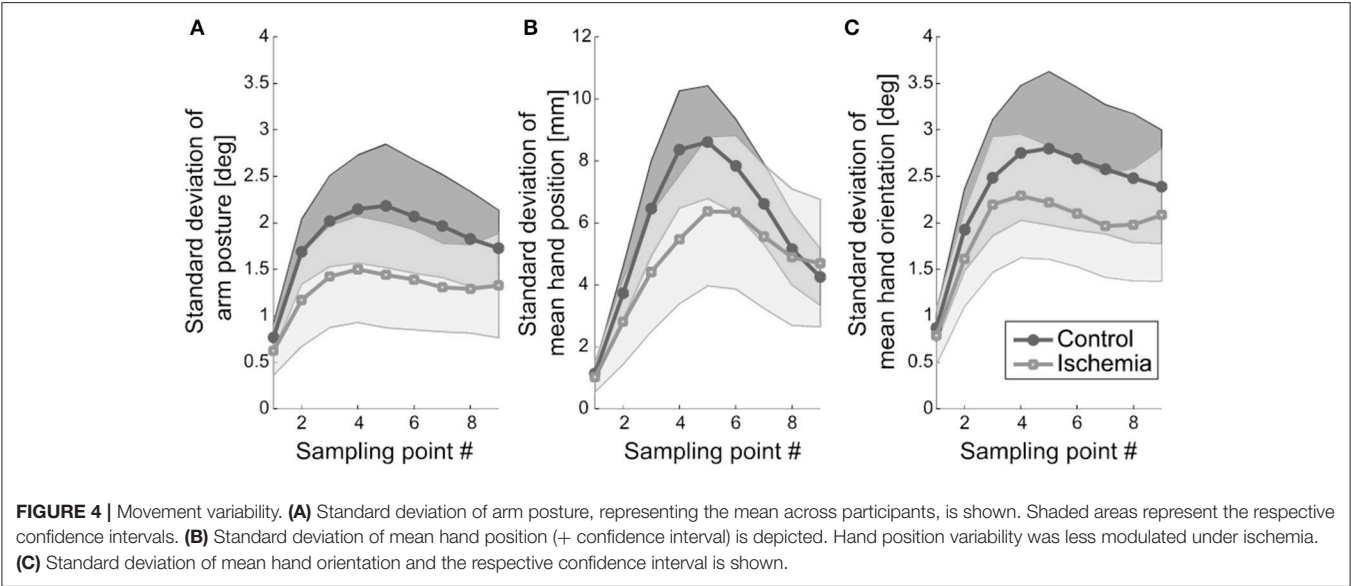 A
Standard deviation of
arm posture [deg]
4
3.5
3
2.5
2
1.5
1
0.5
0
2 4 6 8
Sampling point #
B
Standard deviation of
mean hand position [mm]
12
10
8
6
4
2
0
2 4 6 8
Sampling point #
C
Standard deviation of
mean hand orientation [deg]
4
3.5
3
2.5
2
1.5
1
0.5
0
2 4 6 8
Sampling point #
Control
Ischemia
FIGURE 4 | Movement variability. (A) Standard deviation of arm posture, representing the mean across participants, is shown. Shaded areas represent the respective
confidence intervals. (B) Standard deviation of mean hand position (+ confidence interval) is depicted. Hand position variability was less modulated under ischemia.
(C) Standard deviation of mean hand orientation and the respective confidence interval is shown.